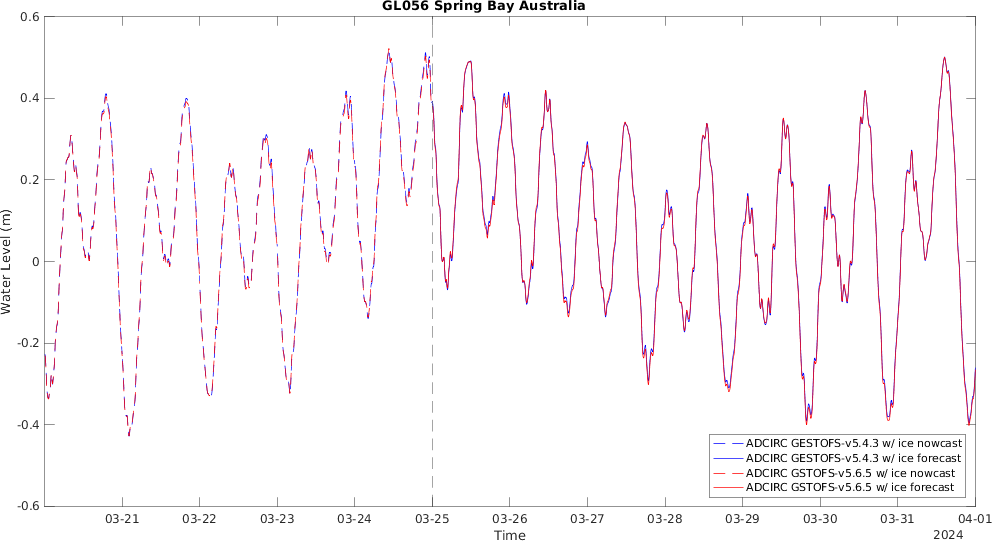 GL056 Spring Bay Australia
Water Level (m)
0.6
0.4
0.2
0
-0.2
-0.4
-0.6
ADCIRC GESTOFS-v5.4.3 w/ ice nowcast
ADCIRC GESTOFS-v5.4.3 w/ ice forecast
ADCIRC GSTOFS-v5.6.5 w/ ice nowcast
ADCIRC GSTOFS-v5.6.5 w/ ice forecast
03-21 03-22 03-23 03-24 03-25 03-26 03-27 03-28 03-29 03-30 03-31 04-01
Time
2024